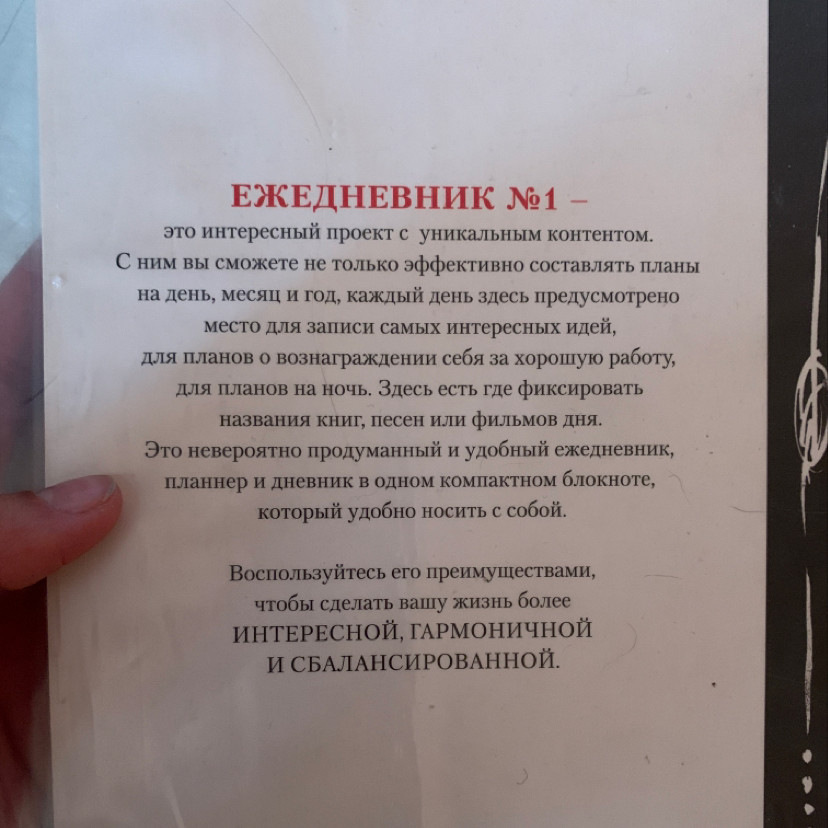 ЕЖЕДНЕВНИК №1 –
это интересный проект с уникальным контентом.
С ним вы сможете не только эффективно составлять планы
на день, месяц и год, каждый день здесь предусмотрено
место для записи самых интересных идей,
для планов о вознаграждении себя за хорошую работу,
для планов на ночь. Здесь есть где фиксировать
названия книг, песен или фильмов дня.
Это невероятно продуманный и удобный ежедневник,
планнер и дневник в одном компактном блокноте,
который удобно носить с собой.
Воспользуйтесь его преимуществами,
чтобы сделать вашу жизнь более
ИНТЕРЕСНОЙ, ГАРМОНИЧНОЙ
И СБАЛАНСИРОВАННОЙ.